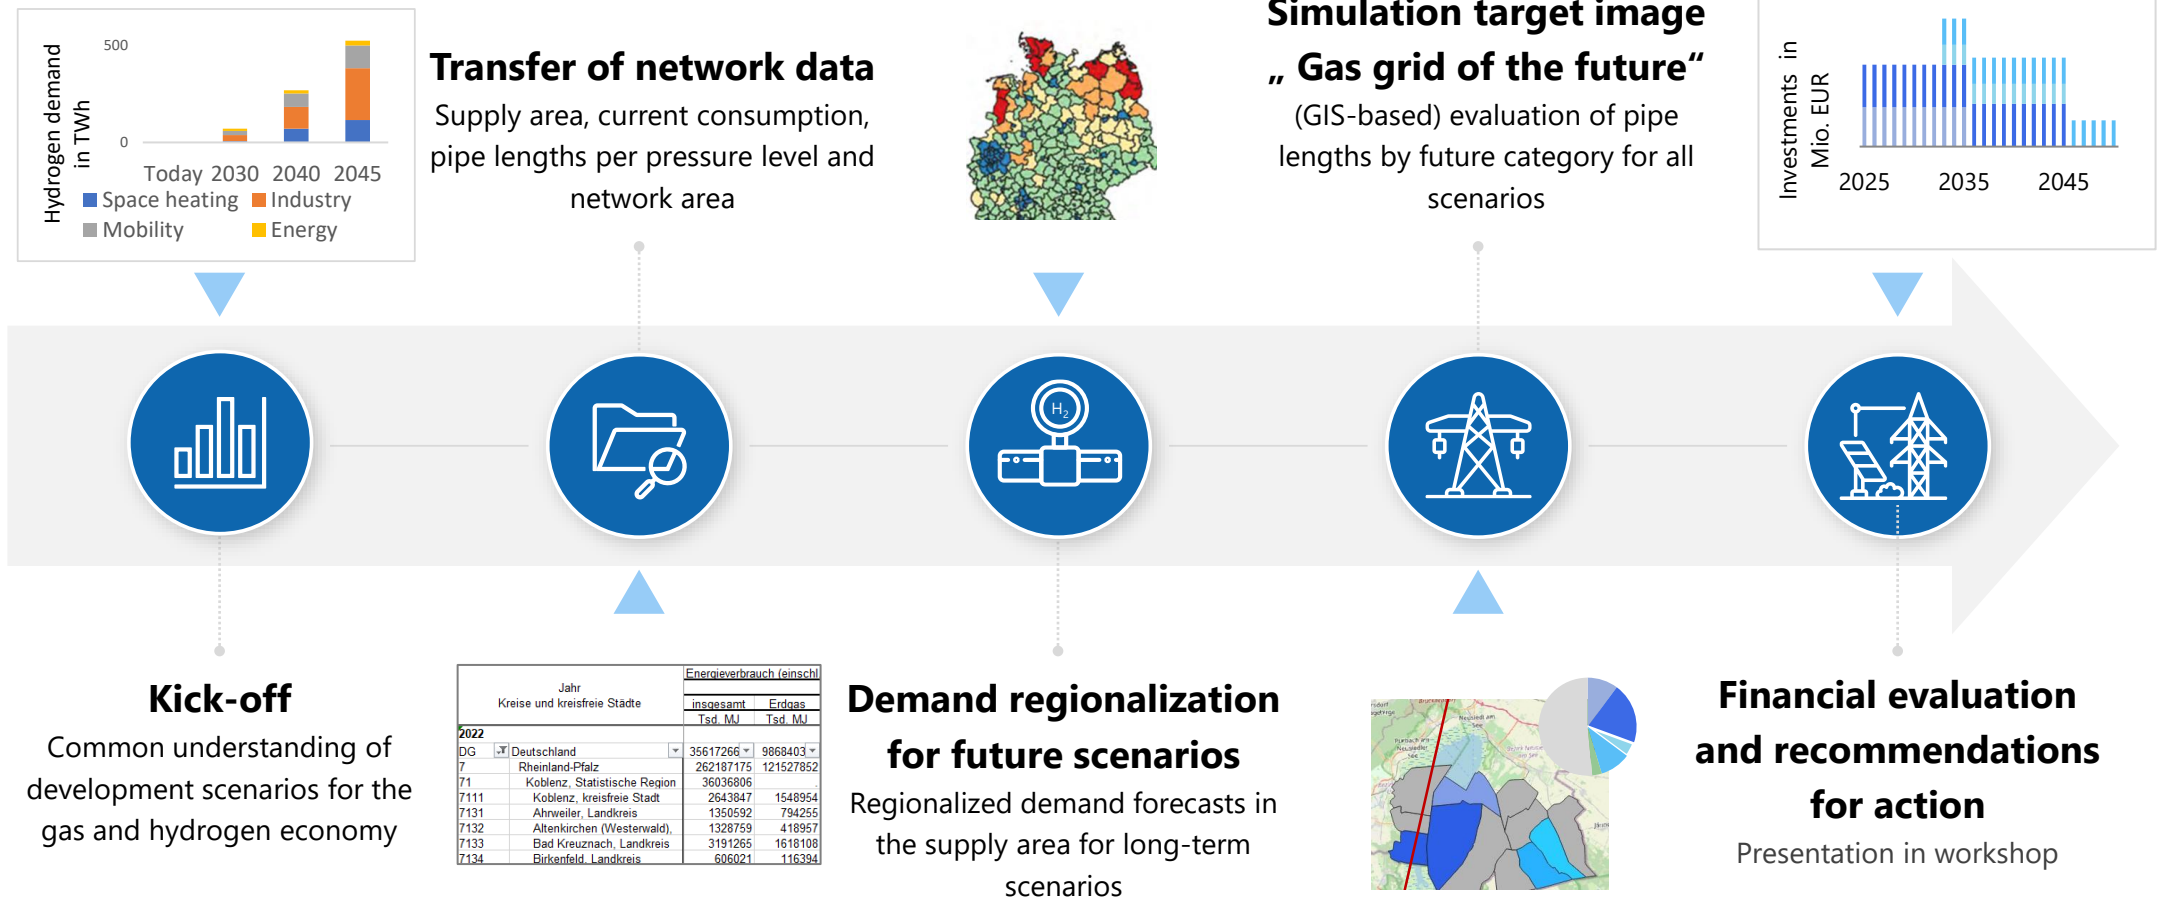 Hydrogen demand
in TWh
500
0
Today 2030 2040 2045
Space heating Industry
Mobility Energy
Transfer of network data
Supply area, current consumption,
pipe lengths per pressure level and
network area
Simulation target image
„ Gas grid of the future“
(GIS-based) evaluation of pipe
lengths by future category for all
scenarios
Investments in
Mio. EUR
2025 2035 2045
H2
Kick-off
Common understanding of
development scenarios for the
gas and hydrogen economy
Energieverbrauch (einschl
Jahr
Kreise und kreisfreie Städte
insgesamt Erdgas
Tsd. MJ Tsd. MJ
2022
DG Deutschland 35617266 9868403
7 Rheinland-Pfalz 262187175 121527852
71 Koblenz, Statistische Region 36036806 .
7111 Koblenz, kreisfreie Stadt 2643847 1548954
7131 Ahrweiler, Landkreis 1350592 794255
7132 Altenkirchen (Westerwald), 1328759 418957
7133 Bad Kreuznach, Landkreis 3191265 1618108
7134 Birkenfeld, Landkreis 606021 116394
Demand regionalization
for future scenarios
Regionalized demand forecasts in
the supply area for long-term
scenarios
Neusiedl am
See
Financial evaluation
and recommendations
for action
Presentation in workshop